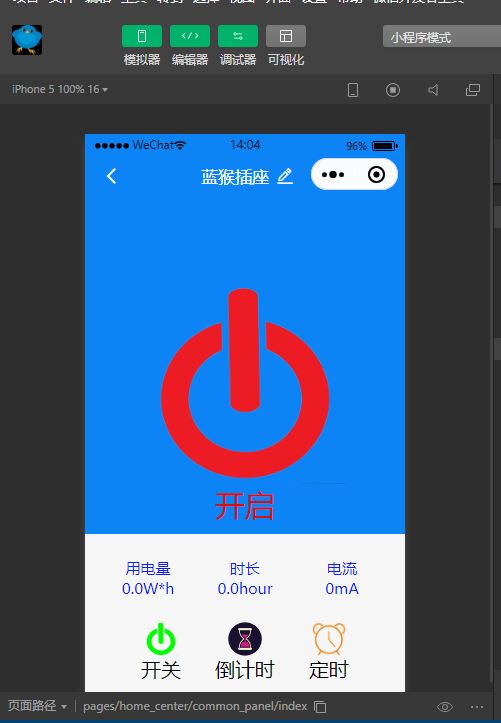 模拟器 编辑器 调试器 可视化
小程序模式
iPhone 5 100% 16
WeChat 14:04 96%
蓝猴插座
开启
用电量 时长 电流
0.0W*h 0.0hour 0mA
开关 倒计时 定时
页面路径 pages/home_center/common_panel/index